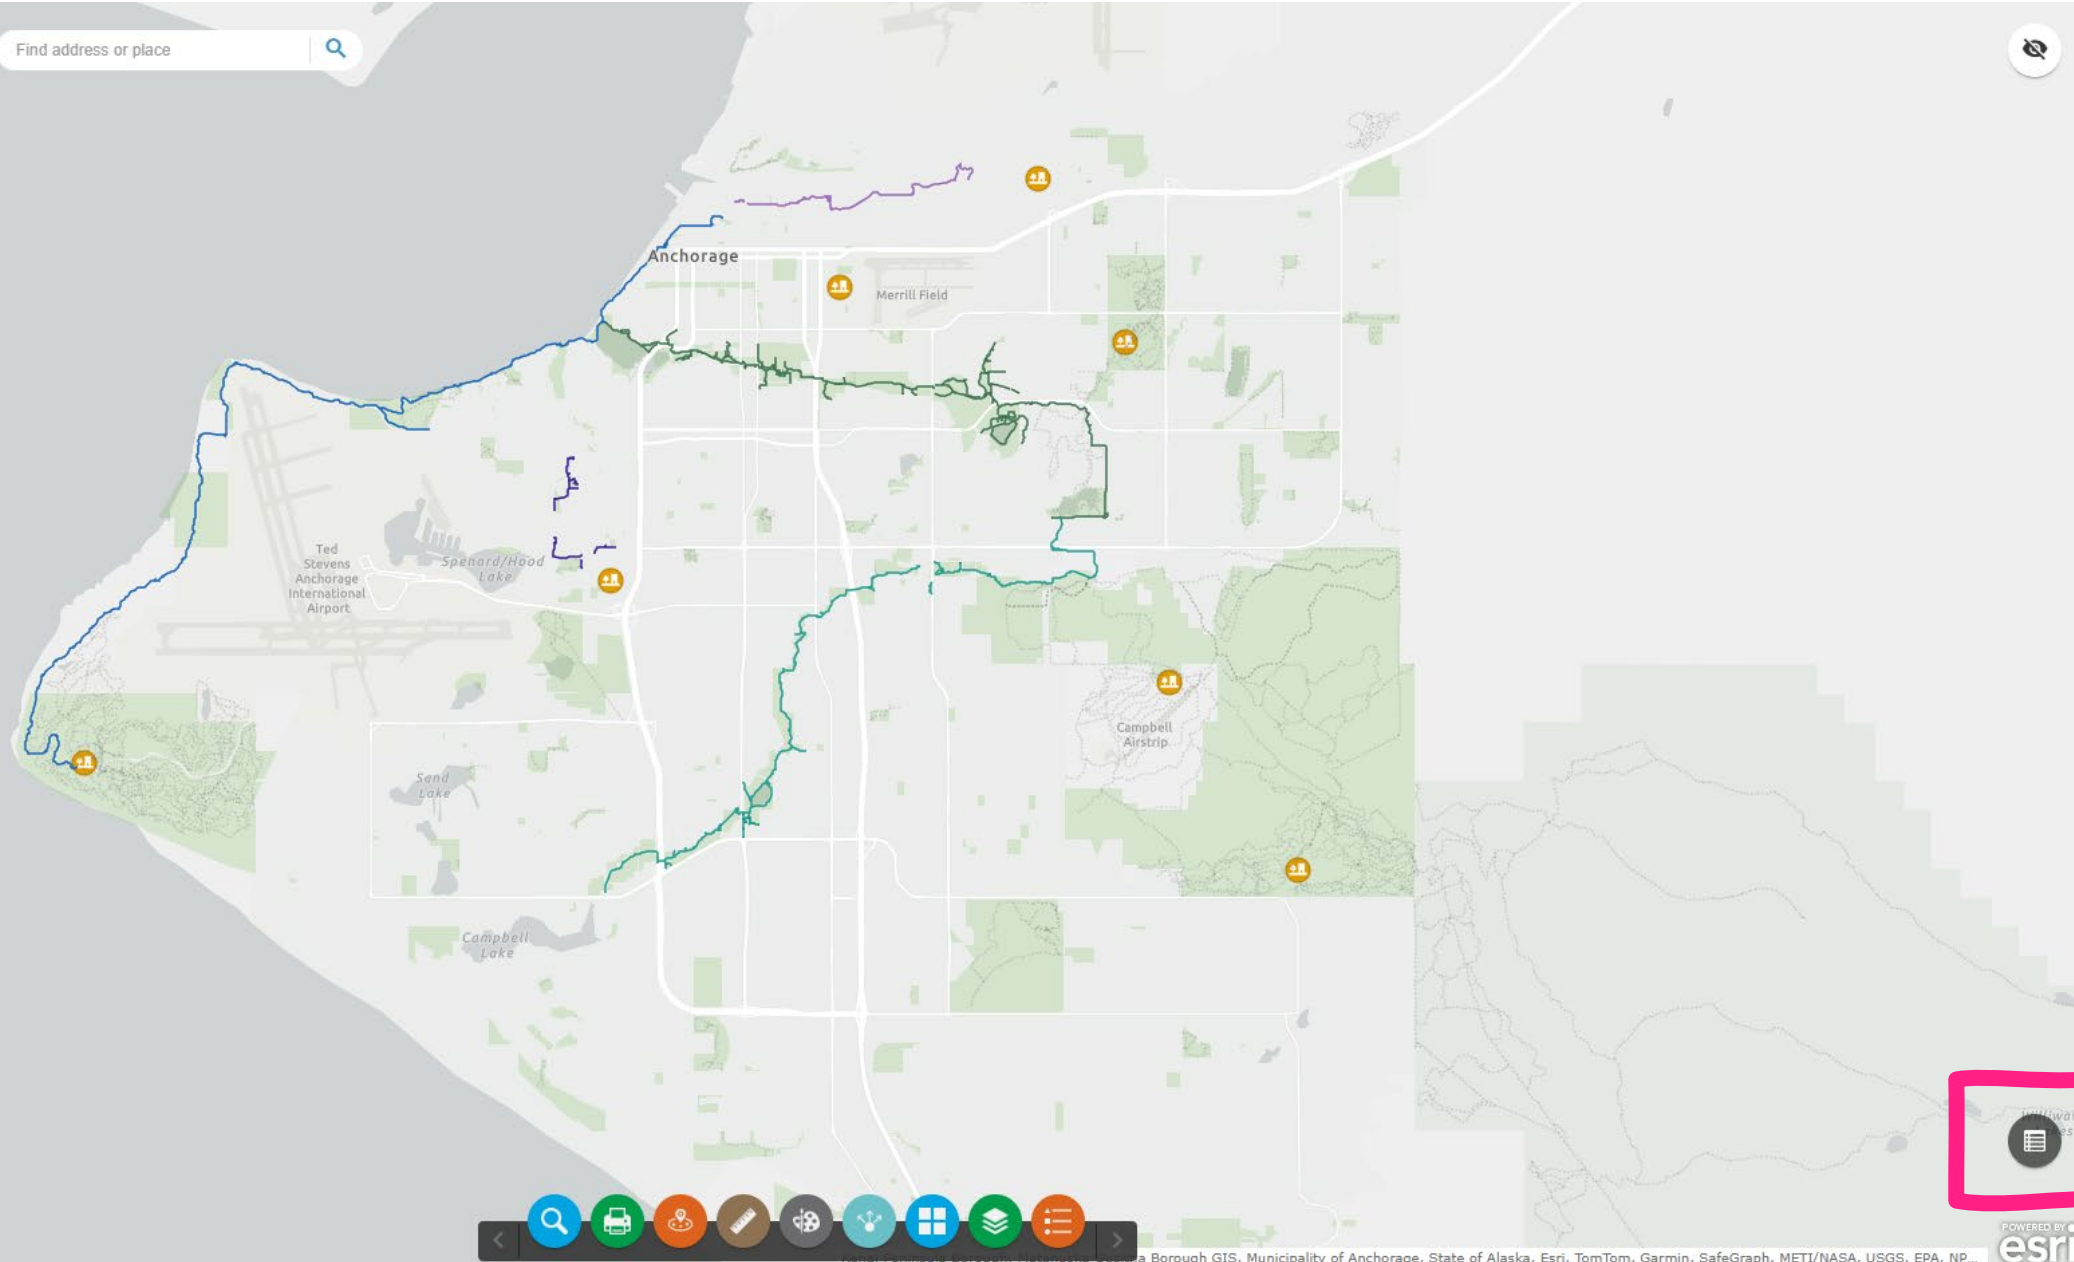 Find address or place
Anchorage
Merrill Field
Ted
Stevens
Anchorage
International
Airport
Spenard/Hood
Lake
Campbell
Airstrip
Sand
Lake
Campbell
Lake
POWERED BY
esri
Borough GIS, Municipality of Anchorage, State of Alaska, Esri, TomTom, Garmin, SafeGraph, METI/NASA, USGS, EPA, NP...